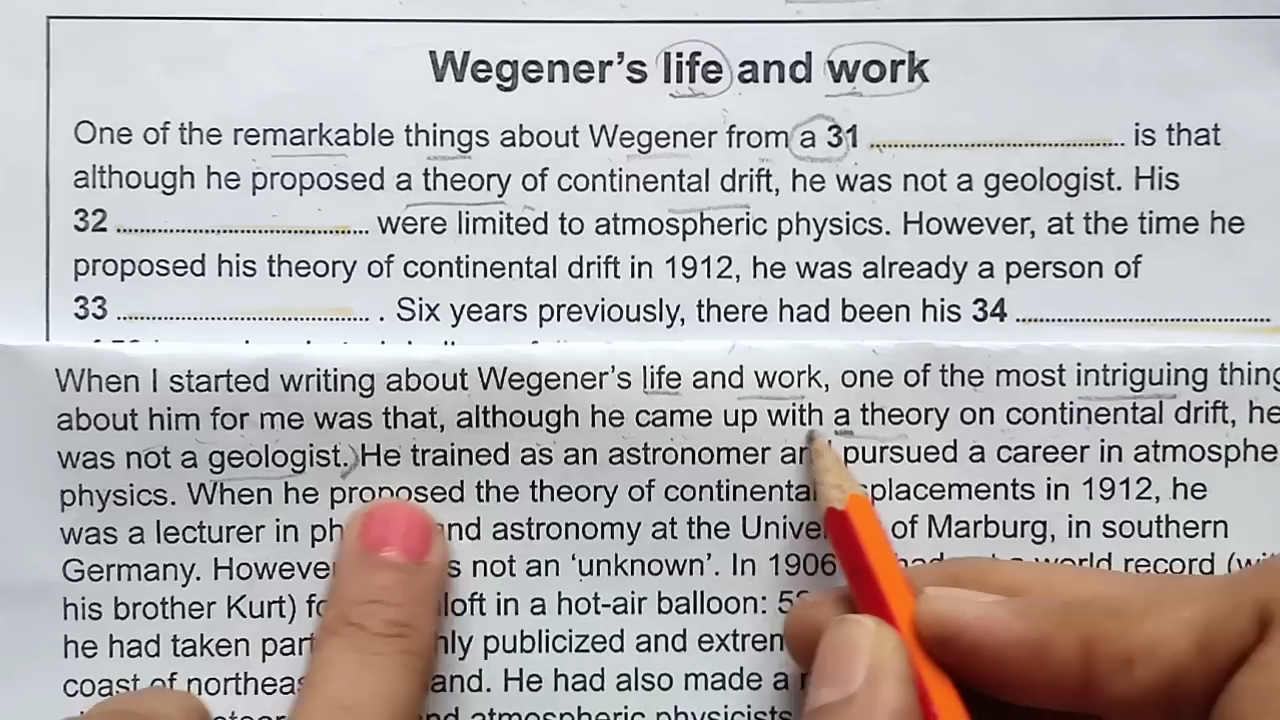 Wegener's life and work
One of the remarkable things about Wegener from a 31 ........................................ is that
although he proposed a theory of continental drift, he was not a geologist. His
32 ........................................ were limited to atmospheric physics. However, at the time he
proposed his theory of continental drift in 1912, he was already a person of
33 ........................................ . Six years previously, there had been his 34 ........................................
When I started writing about Wegener's life and work, one of the most intriguing thing
about him for me was that, although he came up with a theory on continental drift, he
was not a geologist. He trained as an astronomer pursued a career in atmosphe
physics. When he proposed the theory of continental placements in 1912, he
was a lecturer in ph nd astronomy at the Unive of Marburg, in southern
Germany. However s not an 'unknown'. In 1906 world record
his brother Kurt) fo loft in a hot-air balloon: 5
he had taken part hly publicized and extrem
coast of northeas and. He had also made a
nd atmospheric physicists